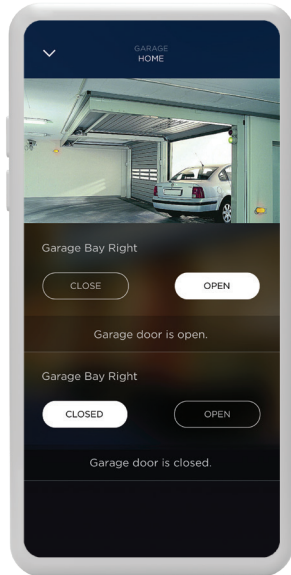 GARAGE
HOME
Garage Bay Right
CLOSE OPEN
Garage door is open.
Garage Bay Right
CLOSED OPEN
Garage door is closed.